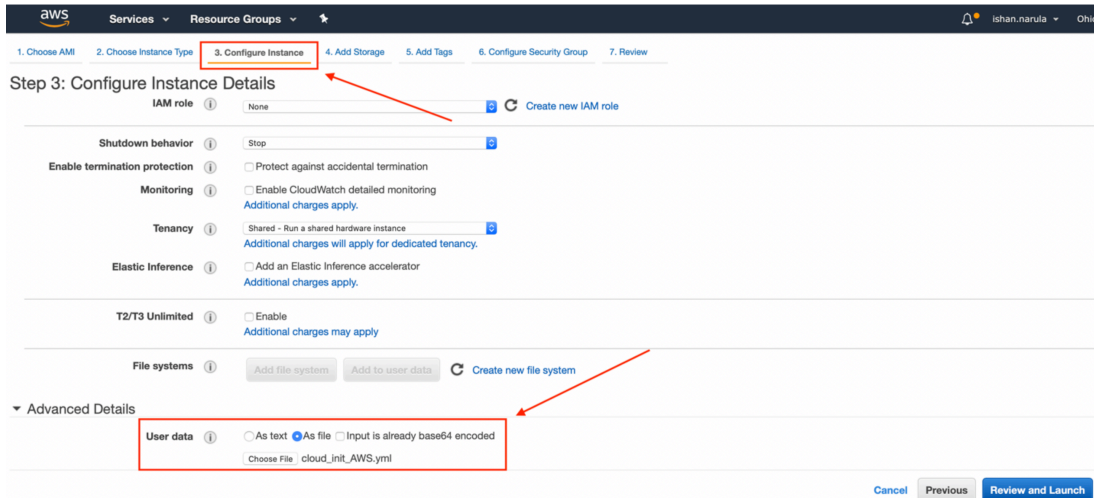 aws Services Resource Groups ishan.narula Ohio
1. Choose AMI 2. Choose Instance Type 3. Configure Instance 4. Add Storage 5. Add Tags 6. Configure Security Group 7. Review
Step 3: Configure Instance Details
IAM role None Create new IAM role
Shutdown behavior Stop
Enable termination protection Protect against accidental termination
Monitoring Enable CloudWatch detailed monitoring
Additional charges apply.
Tenancy Shared - Run a shared hardware instance
Additional charges will apply for dedicated tenancy.
Elastic Inference Add an Elastic Inference accelerator
Additional charges apply.
T2/T3 Unlimited Enable
Additional charges may apply
File systems Add file system Add to user data Create new file system
Advanced Details
User data As text As file Input is already base64 encoded
Choose File cloud_init_AWS.yml
Cancel Previous Review and Launch